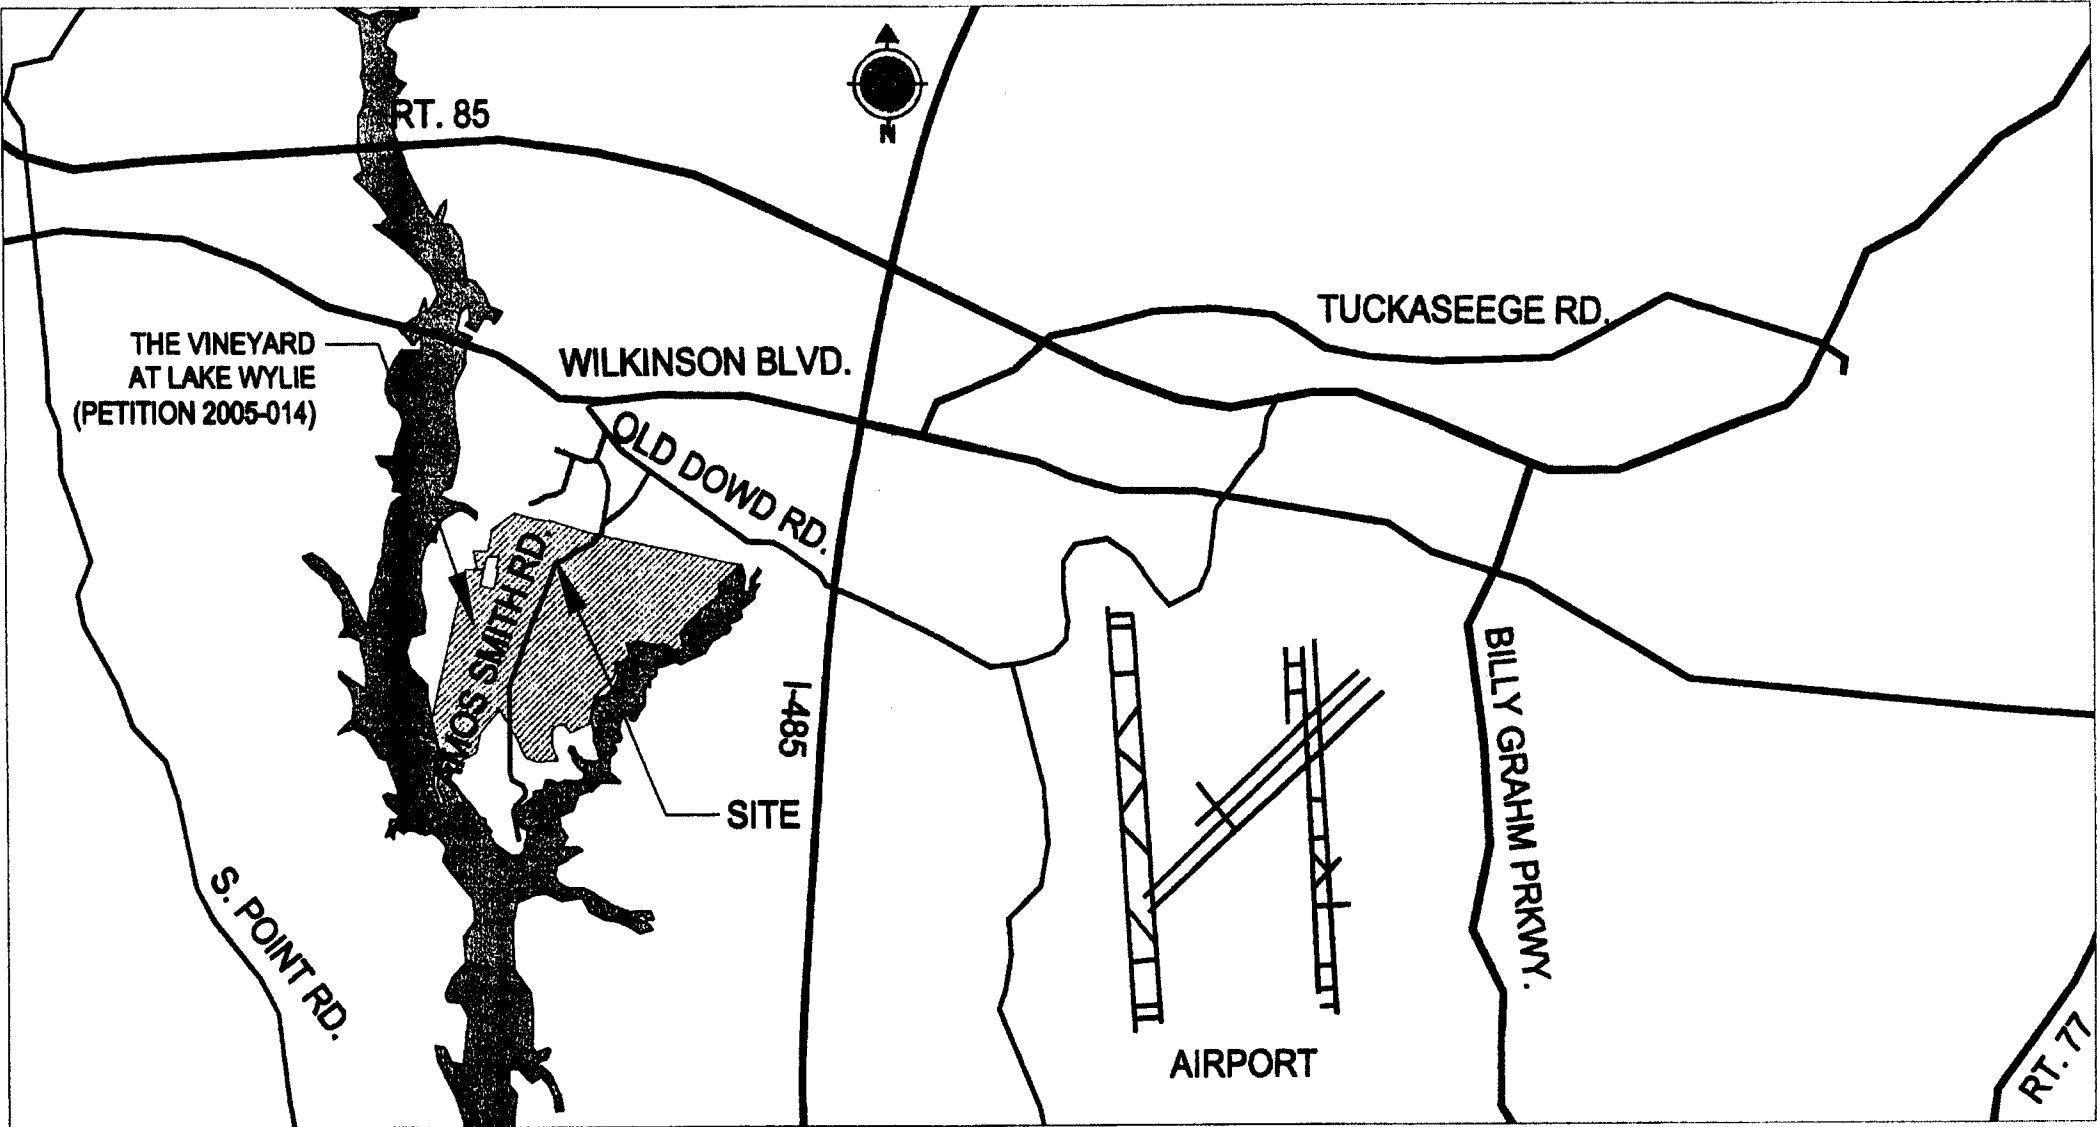 N
RT. 85
TUCKASEEGE RD.
THE VINEYARD
AT LAKE WYLIE
(PETITION 2005-014)
WILKINSON BLVD.
OLD DOWD RD.
AMOS SMITH RD.
I-485
SITE
BILLY GRAHM PRKWY.
S. POINT RD.
AIRPORT
RT. 77